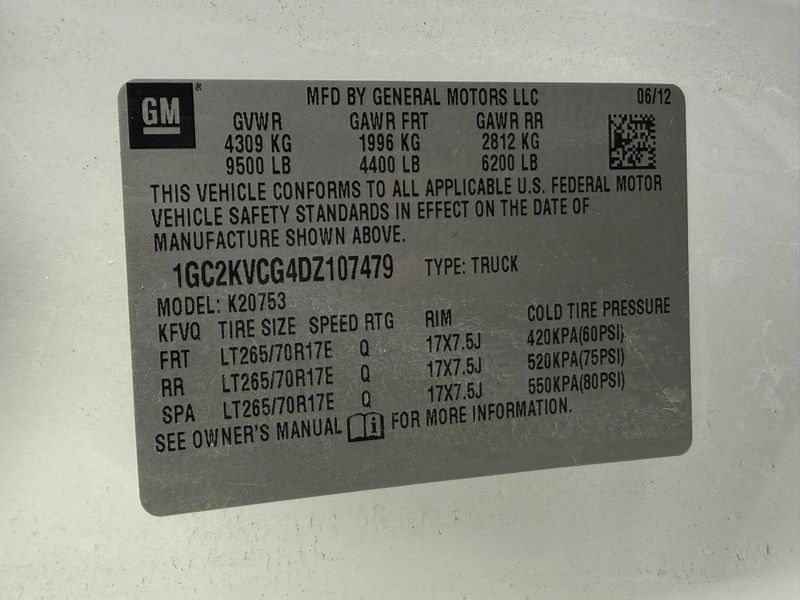 GM ®
MFD BY GENERAL MOTORS LLC 06/12
GVWR GAWR FRT GAWR RR
4309 KG 1996 KG 2812 KG
9500 LB 4400 LB 6200 LB
THIS VEHICLE CONFORMS TO ALL APPLICABLE U.S. FEDERAL MOTOR
VEHICLE SAFETY STANDARDS IN EFFECT ON THE DATE OF
MANUFACTURE SHOWN ABOVE.
1GC2KVCG4DZ107479 TYPE: TRUCK
MODEL: K20753
KFVQ TIRE SIZE SPEED RTG RIM COLD TIRE PRESSURE
FRT LT265/70R17E Q 17X7.5J 420KPA(60PSI)
RR LT265/70R17E Q 17X7.5J 520KPA(75PSI)
SPA LT265/70R17E Q 17X7.5J 550KPA(80PSI)
SEE OWNER'S MANUAL i FOR MORE INFORMATION.